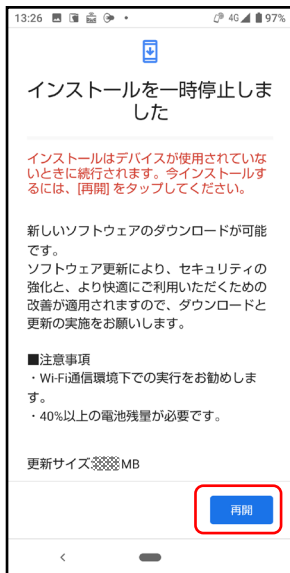 13:26 4G 97%
インストールを一時停止しま
した
インストールはデバイスが使用されていな
いときに続行されます。今インストールす
るには、[再開] をタップしてください。
新しいソフトウェアのダウンロードが可能
です。
ソフトウェア更新により、セキュリティの
強化と、より快適にご利用いただくための
改善が適用されますので、ダウンロードと
更新の実施をお願いします。
■注意事項
・Wi-Fi通信環境下での実行をお勧めしま
す。
・40%以上の電池残量が必要です。
更新サイズ MB
再開